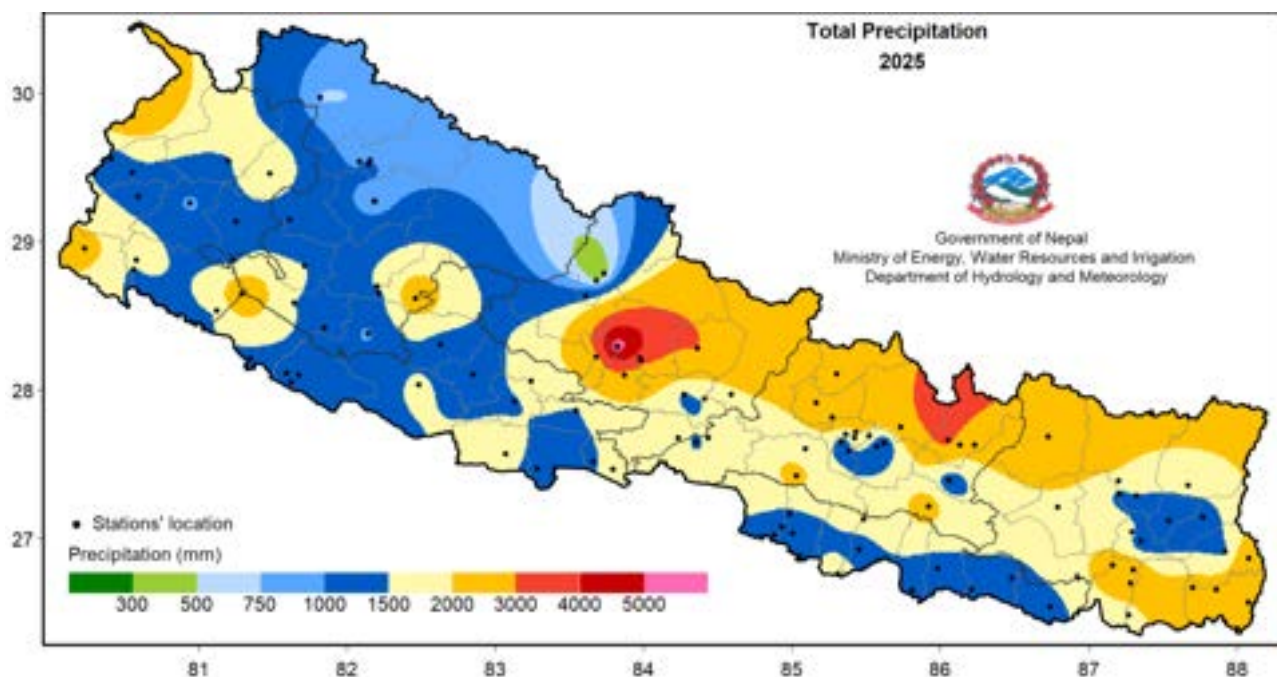 Total Precipitation
2025
Government of Nepal
Ministry of Energy, Water Resources and Irrigation
Department of Hydrology and Meteorology
30
29
28
27
Stations' location
Precipitation (mm)
300 500 750 1000 1500 2000 3000 4000 5000
81 82 83 84 85 86 87 88